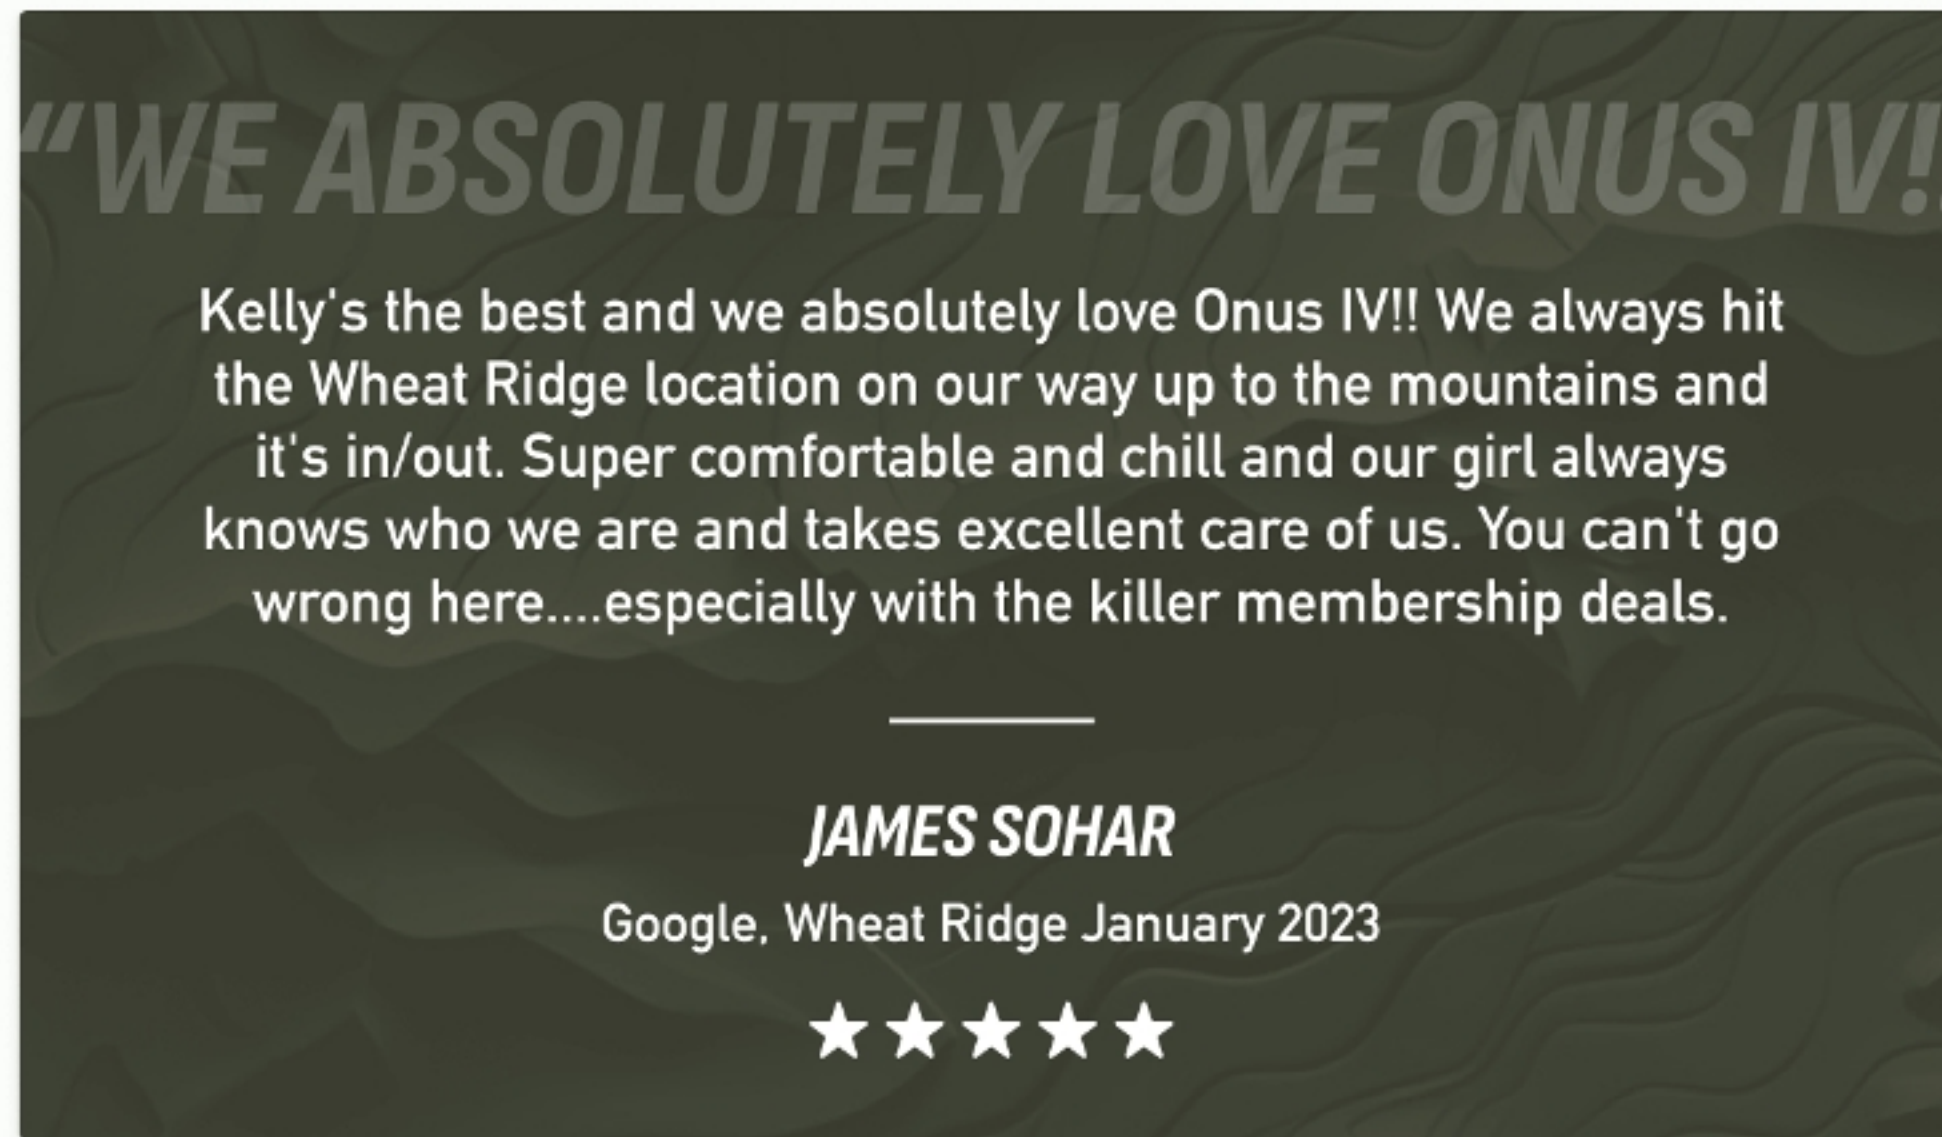 “WE ABSOLUTELY LOVE ONUS IV!!
Kelly's the best and we absolutely love Onus IV!! We always hit
the Wheat Ridge location on our way up to the mountains and
it's in/out. Super comfortable and chill and our girl always
knows who we are and takes excellent care of us. You can't go
wrong here....especially with the killer membership deals.
JAMES SOHAR
Google, Wheat Ridge January 2023